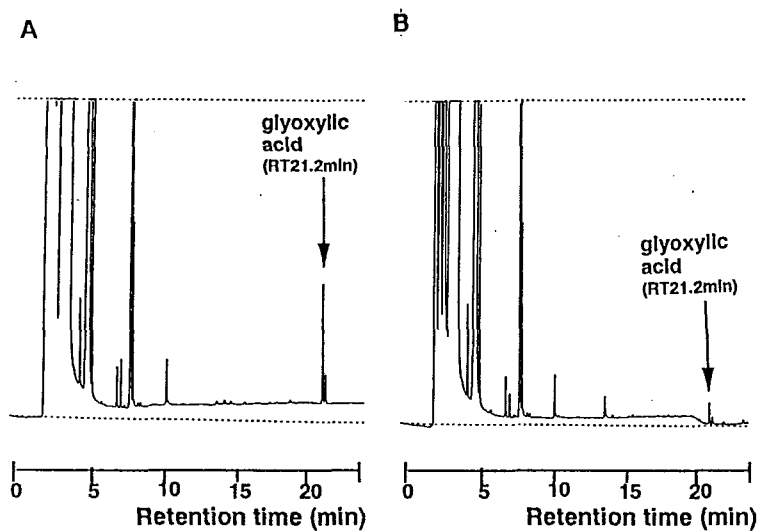 A
glyoxylic
acid
(RT21.2min)
0 5 10 15 20
Retention time (min)
B
glyoxylic
acid
(RT21.2min)
0 5 10 15 20
Retention time (min)